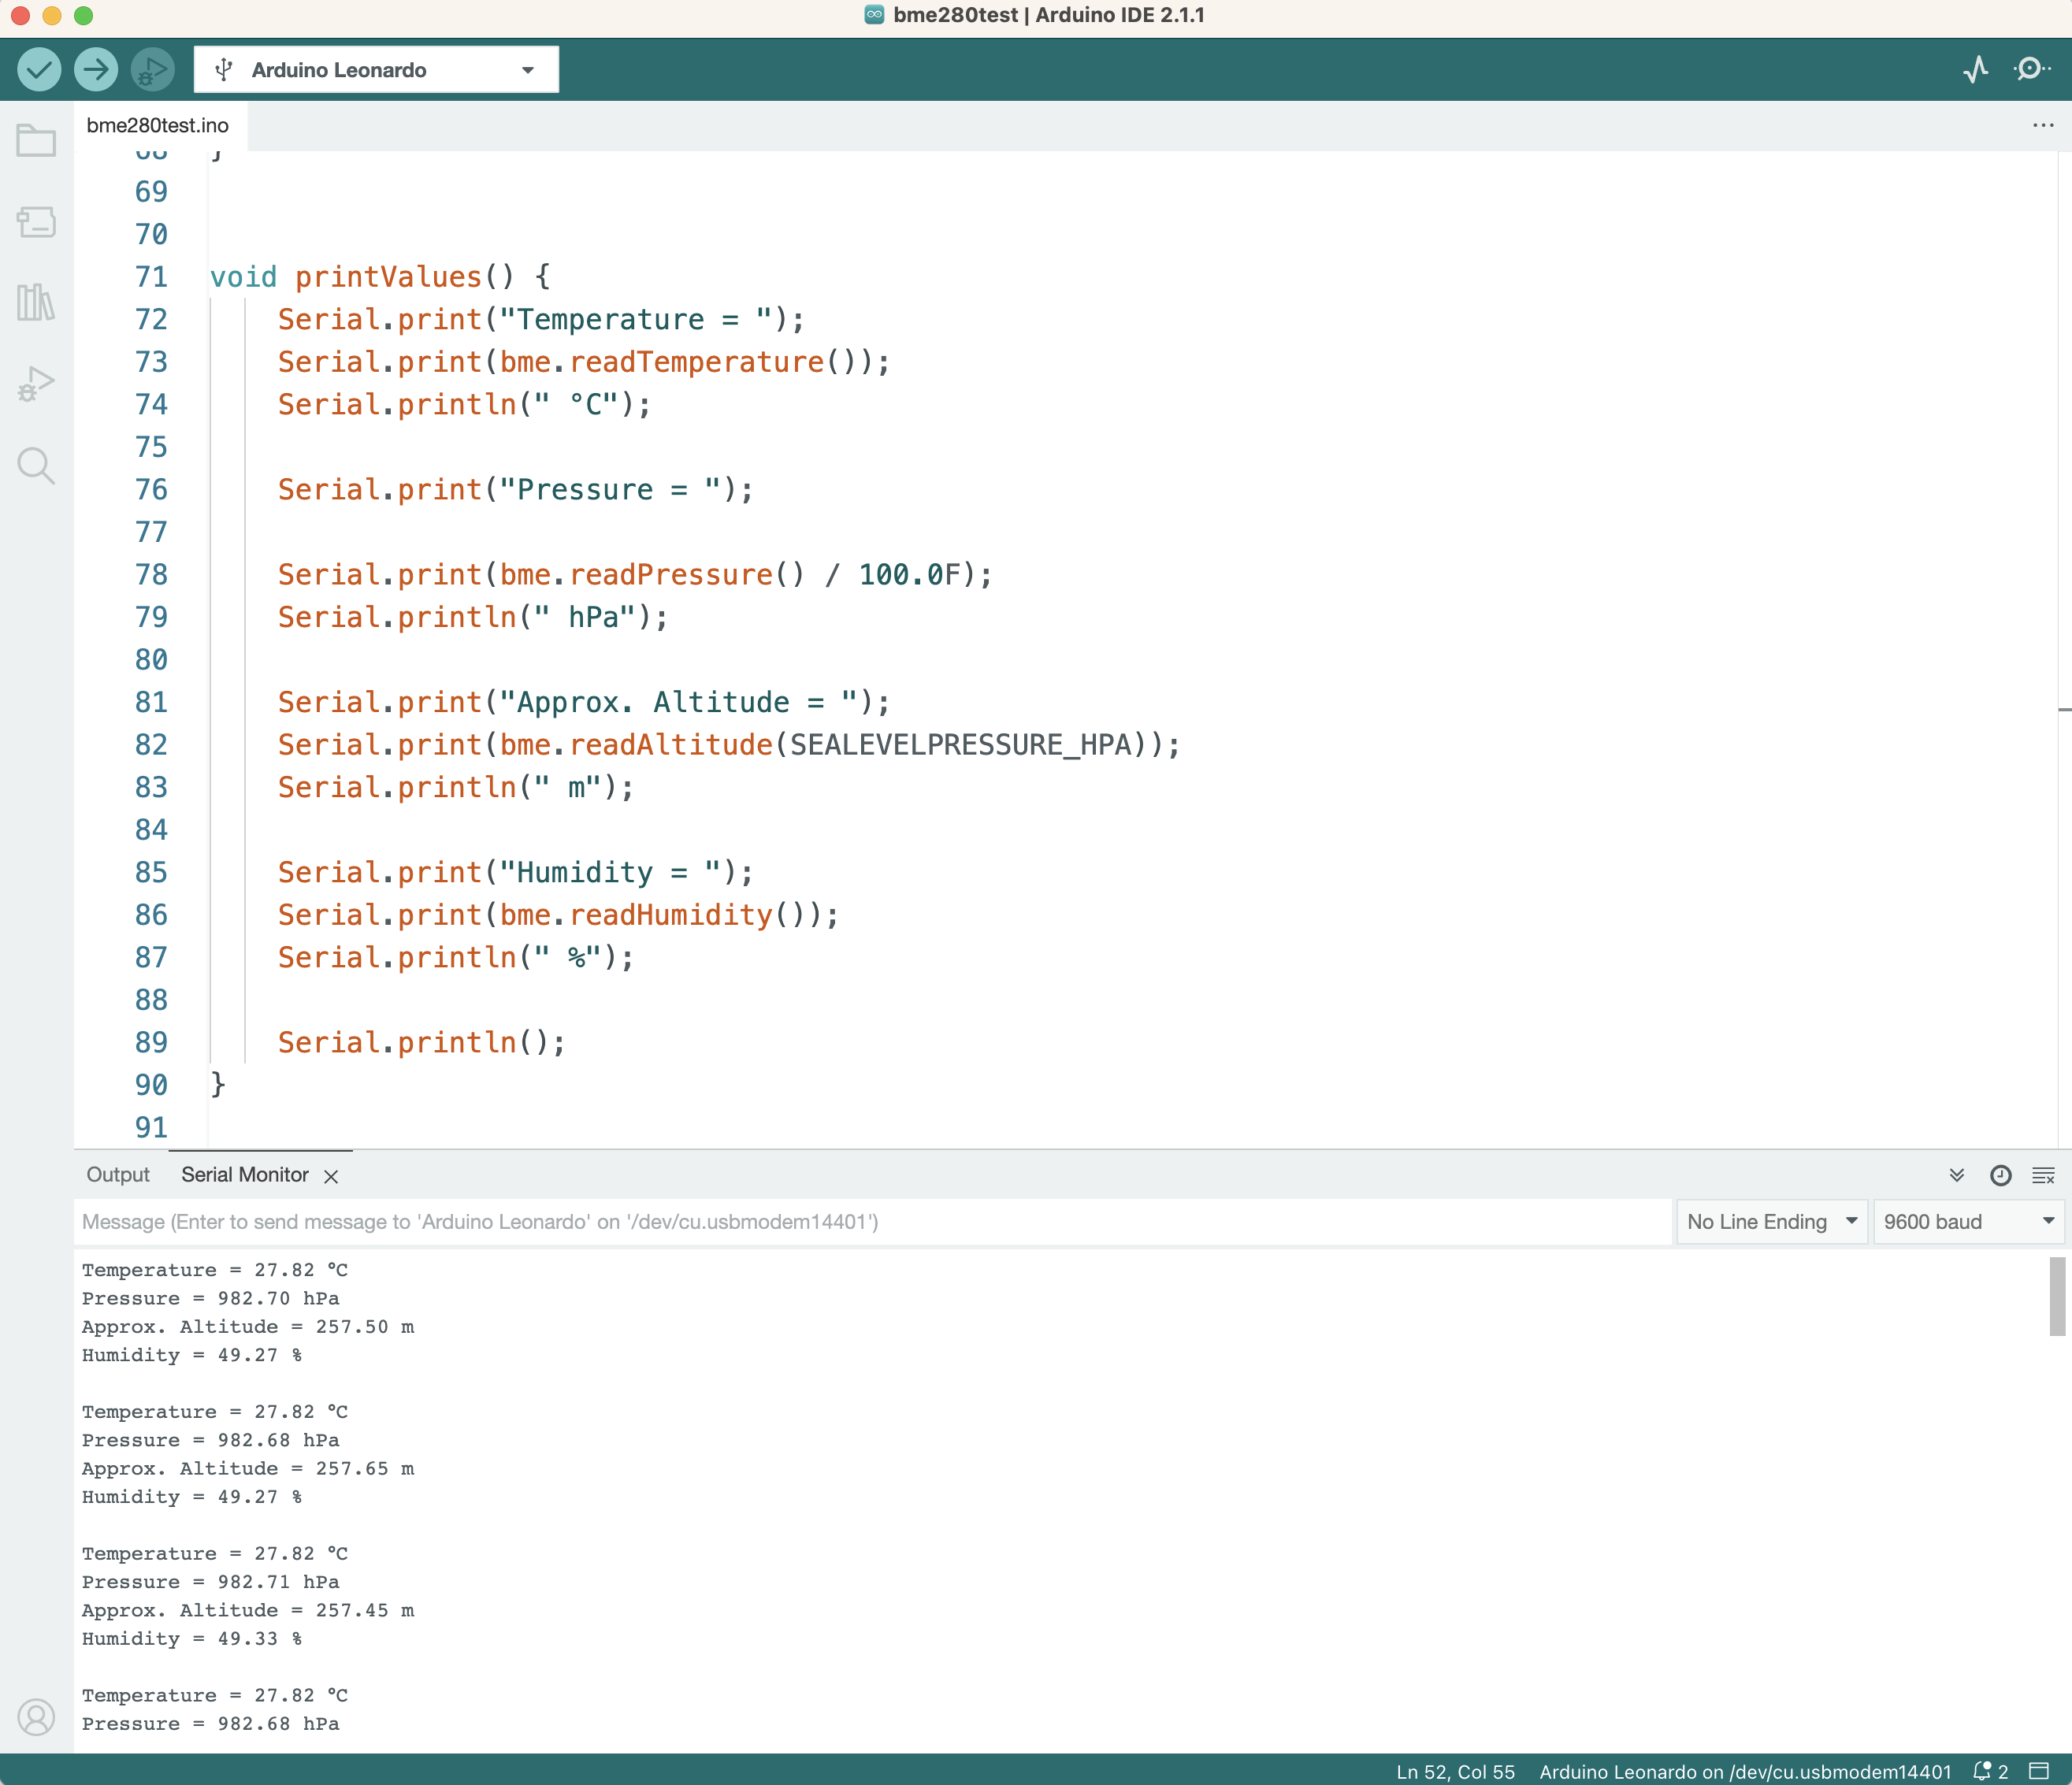 bme280test | Arduino IDE 2.1.1
Arduino Leonardo
bme280test.ino
69
70
71 void printValues() {
72 Serial.print("Temperature = ");
73 Serial.print(bme.readTemperature());
74 Serial.println(" °C");
75
76 Serial.print("Pressure = ");
77
78 Serial.print(bme.readPressure() / 100.0F);
79 Serial.println(" hPa");
80
81 Serial.print("Approx. Altitude = ");
82 Serial.print(bme.readAltitude(SEALEVELPRESSURE_HPA));
83 Serial.println(" m");
84
85 Serial.print("Humidity = ");
86 Serial.print(bme.readHumidity());
87 Serial.println(" %");
88
89 Serial.println();
90 }
91
Output Serial Monitor
Message (Enter to send message to 'Arduino Leonardo' on '/dev/cu.usbmodem14401') No Line Ending 9600 baud
Temperature = 27.82 °C
Pressure = 982.70 hPa
Approx. Altitude = 257.50 m
Humidity = 49.27 %
Temperature = 27.82 °C
Pressure = 982.68 hPa
Approx. Altitude = 257.65 m
Humidity = 49.27 %
Temperature = 27.82 °C
Pressure = 982.71 hPa
Approx. Altitude = 257.45 m
Humidity = 49.33 %
Temperature = 27.82 °C
Pressure = 982.68 hPa
Ln 52, Col 55 Arduino Leonardo on /dev/cu.usbmodem14401 2